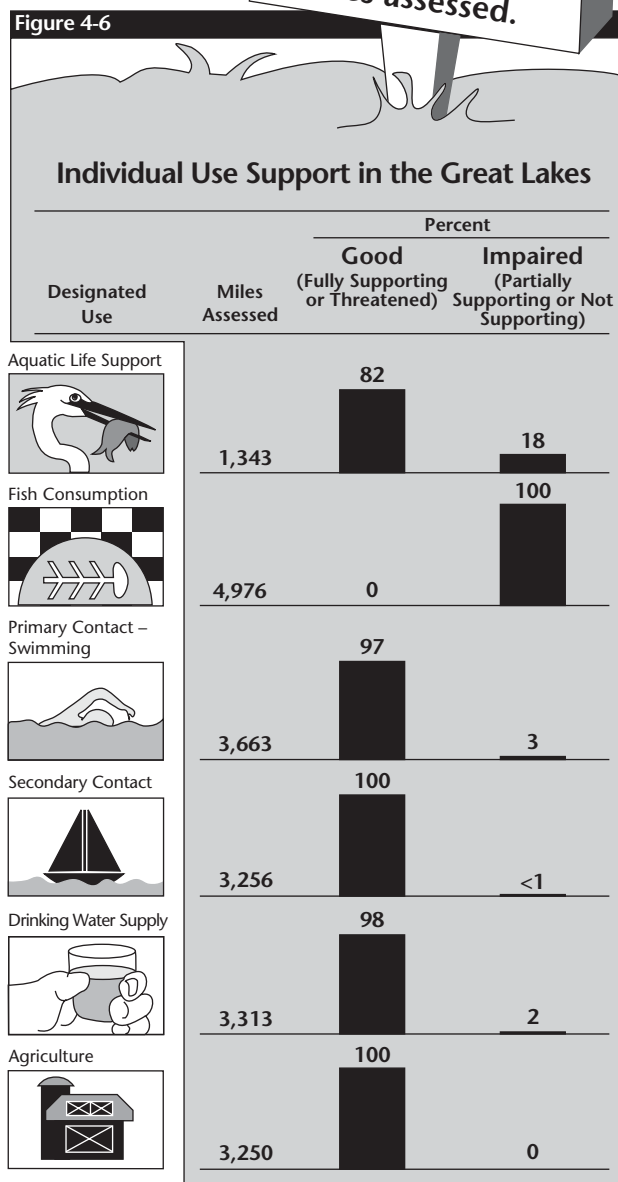 assessed.
Figure 4-6
Individual Use Support in the Great Lakes
Percent
Good
(Fully Supporting
or Threatened)
Impaired
(Partially
Supporting or Not
Supporting)
Designated
Use
Miles
Assessed
Aquatic Life Support
1,343
82
18
Fish Consumption
4,976
0
100
Primary Contact –
Swimming
3,663
97
3
Secondary Contact
3,256
100
<1
Drinking Water Supply
3,313
98
2
Agriculture
3,250
100
0